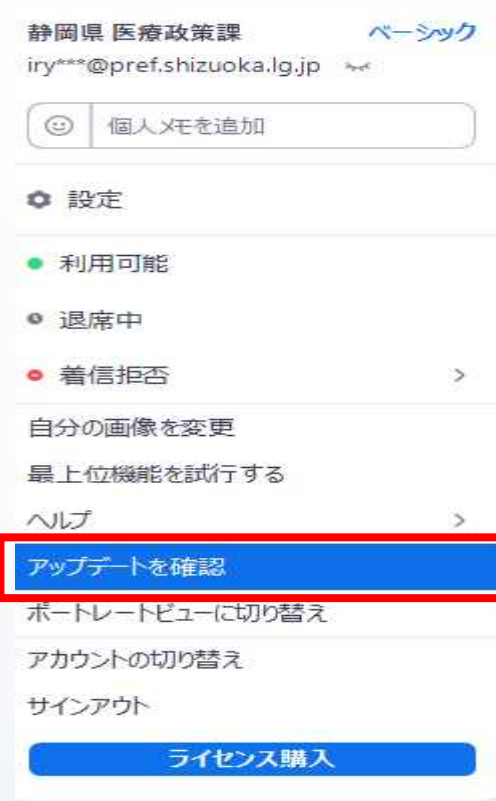 静岡県 医療政策課 ベーシック
iry***@pref.shizuoka.lg.jp
個人メモを追加
設定
利用可能
退席中
着信拒否
自分の画像を変更
最上位機能を試行する
ヘルプ
アップデートを確認
ポートレートビューに切り替え
アカウントの切り替え
サインアウト
ライセンス購入